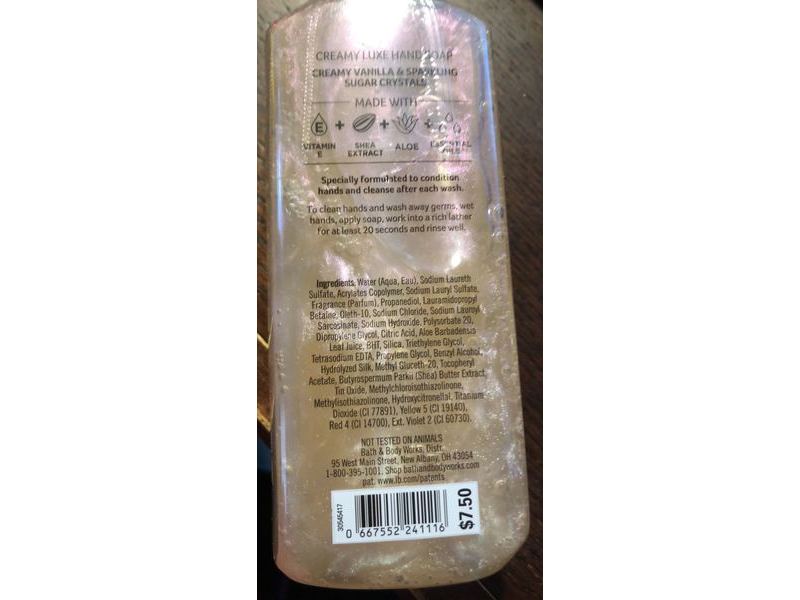 CREAMY LUXE HAND SOAP
CREAMY VANILLA & SPARKLING
SUGAR CRYSTALS
MADE WITH
E + + +
VITAMIN E
SHEA EXTRACT
ALOE
ESSENTIAL OILS
Specially formulated to condition
hands and cleanse after each wash.
To clean hands and wash away germs, wet
hands, apply soap, work into a rich lather
for at least 20 seconds and rinse well.
Ingredients: Water (Aqua, Eau), Sodium Laureth
Sulfate, Acrylates Copolymer, Sodium Lauryl Sulfate,
Fragrance (Parfum), Propanediol, Lauramidopropyl
Betaine, Oleth-10, Sodium Chloride, Sodium Lauroyl
Sarcosinate, Sodium Hydroxide, Polysorbate 20,
Dipropylene Glycol, Citric Acid, Aloe Barbadensis
Leaf Juice, BHT, Silica, Triethylene Glycol,
Tetrasodium EDTA, Propylene Glycol, Benzyl Alcohol,
Hydrolyzed Silk, Methyl Gluceth-20, Tocopheryl
Acetate, Butyrospermum Parkii (Shea) Butter Extract,
Tin Oxide, Methylchloroisothiazolinone,
Methylisothiazolinone, Hydroxycitronellal, Titanium
Dioxide (CI 77891), Yellow 5 (CI 19140),
Red 4 (CI 14700), Ext. Violet 2 (CI 60730).
NOT TESTED ON ANIMALS
Bath & Body Works, Distr.
95 West Main Street, New Albany, OH 43054
1-800-395-1001. Shop bathandbodyworks.com
pat. www.lb.com/patents
30545417
0 667552 241116
$7.50